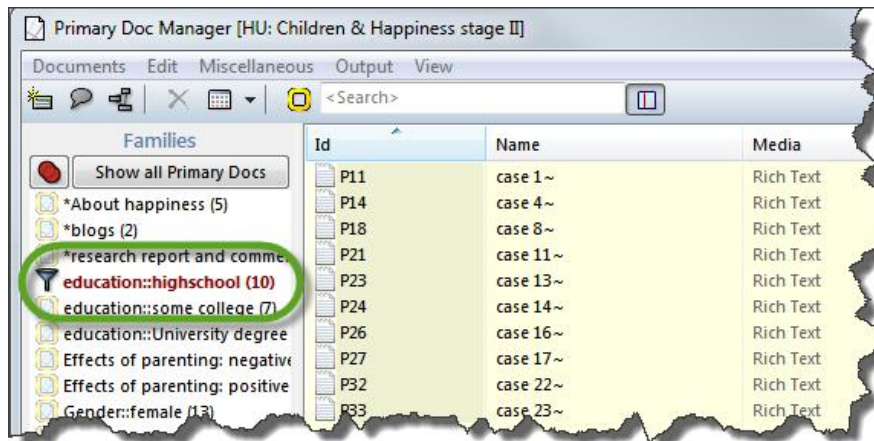 Primary Doc Manager [HU: Children & Happiness stage II]
Documents Edit Miscellaneous Output View
<Search>
Families
Show all Primary Docs
*About happiness (5)
*blogs (2)
*research report and comme
education::highschool (10)
education::some college (7)
education::University degree
Effects of parenting: negative
Effects of parenting: positive
Gender::female (13)
Id Name Media
P11 case 1~ Rich Text
P14 case 4~ Rich Text
P18 case 8~ Rich Text
P21 case 11~ Rich Text
P23 case 13~ Rich Text
P24 case 14~ Rich Text
P26 case 16~ Rich Text
P27 case 17~ Rich Text
P32 case 22~ Rich Text
P33 case 23~ Rich Text